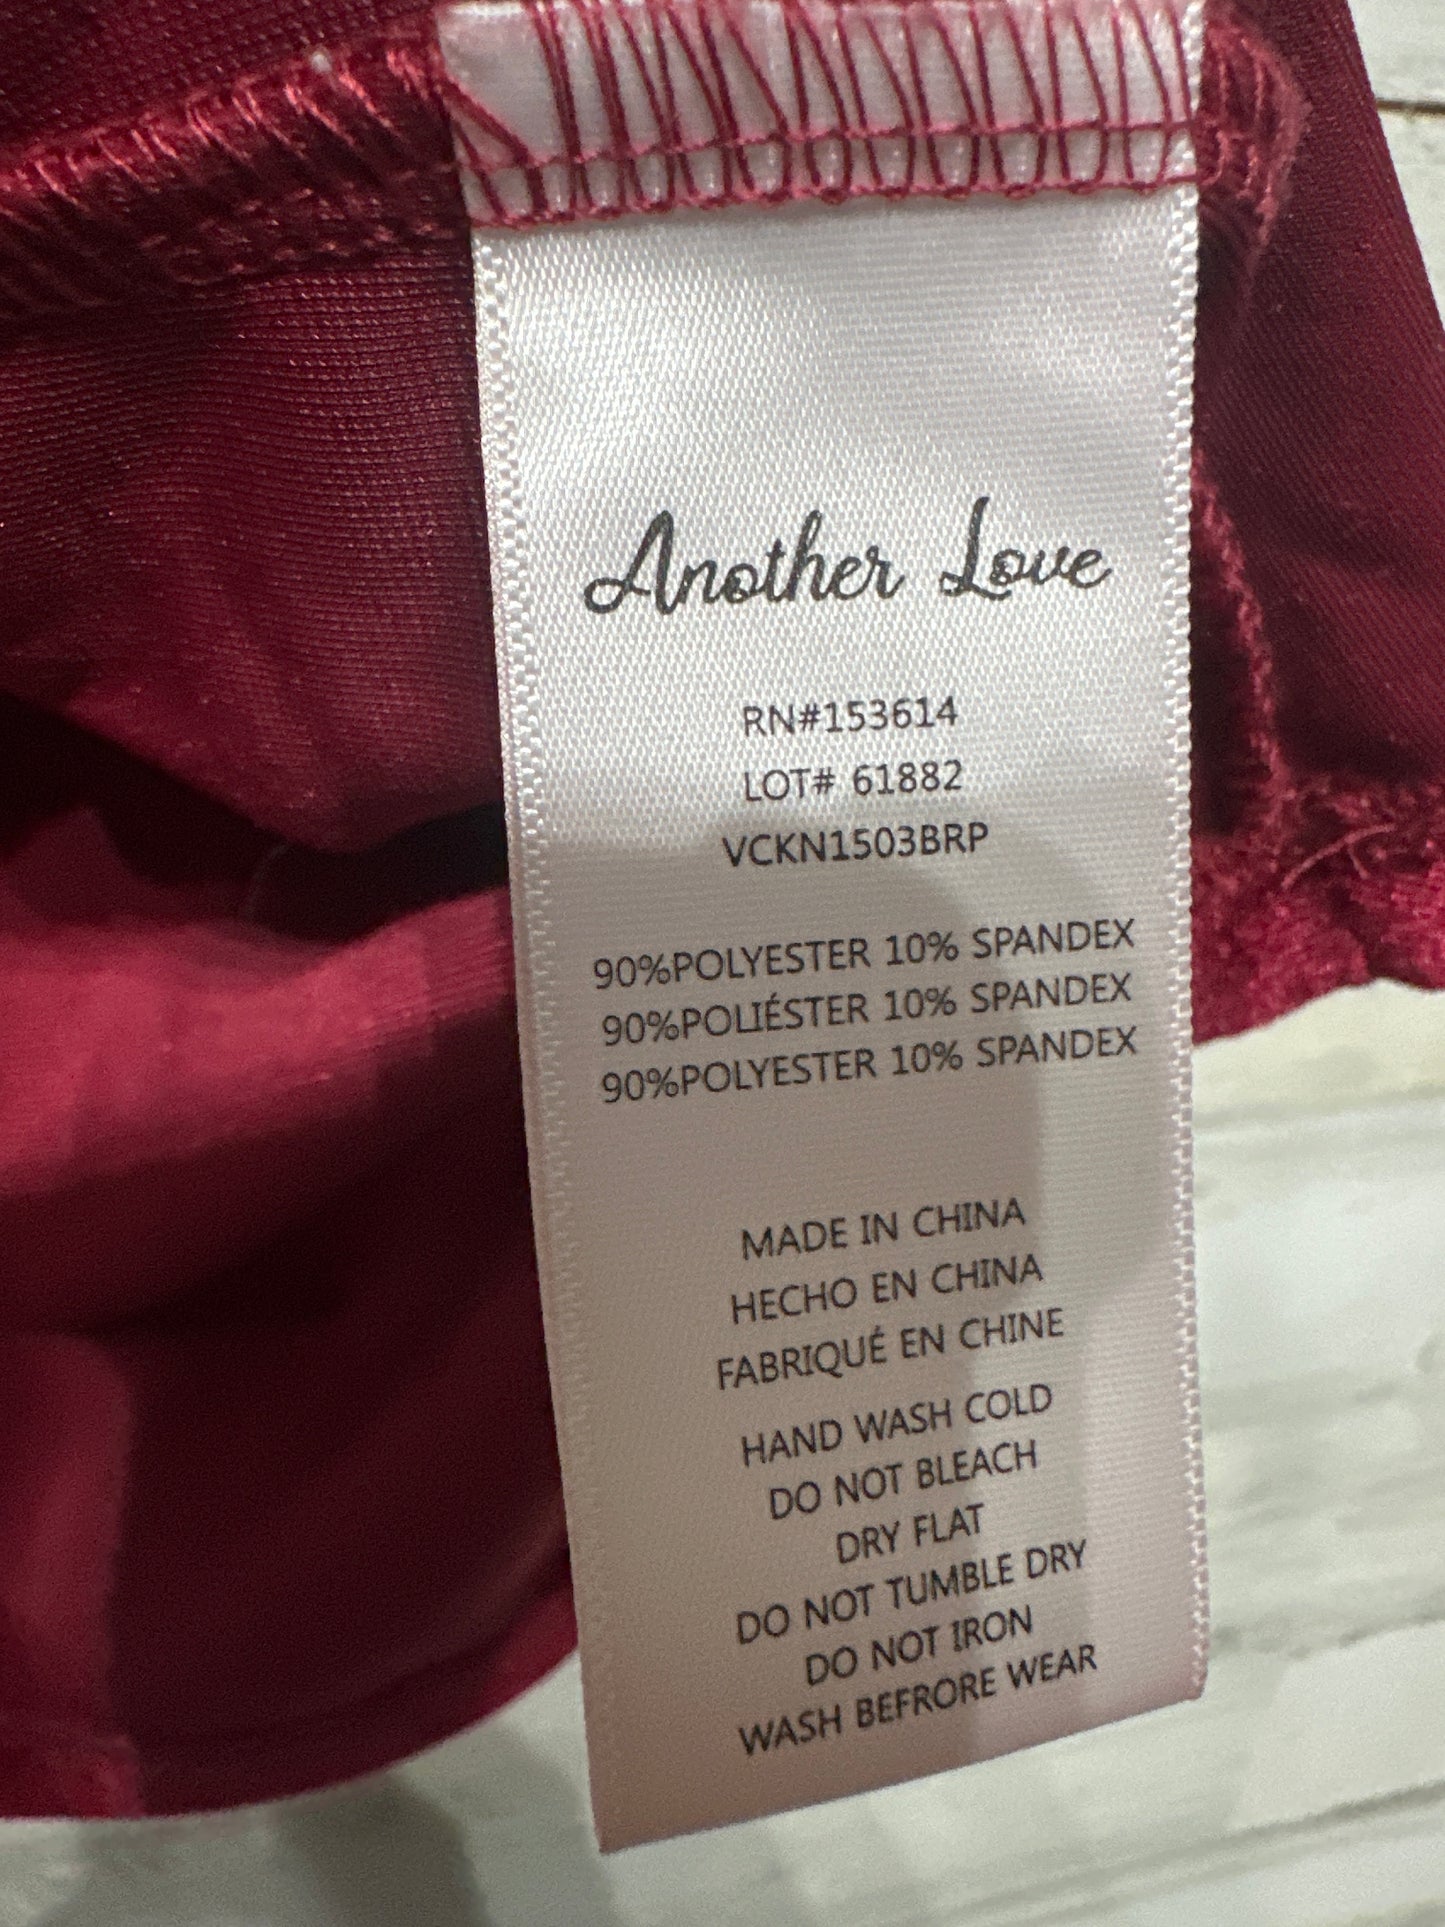 Another Love
RN#153614
LOT# 61882
VCKN1503BRP
90%POLYESTER 10% SPANDEX
90%POLIÉSTER 10% SPANDEX
90%POLYESTER 10% SPANDEX
MADE IN CHINA
HECHO EN CHINA
FABRIQUÉ EN CHINE
HAND WASH COLD
DO NOT BLEACH
DRY FLAT
DO NOT TUMBLE DRY
DO NOT IRON
WASH BEFRORE WEAR